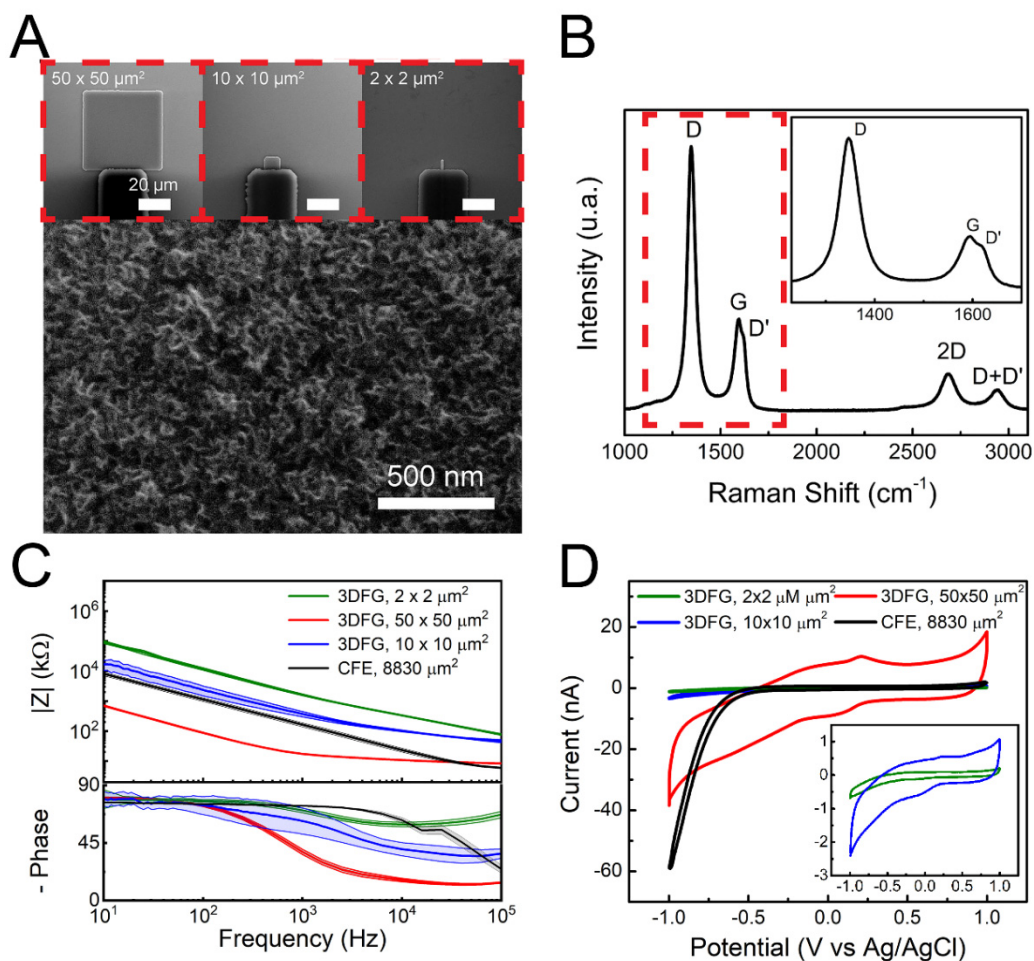 A
50 x 50 µm²
10 x 10 µm²
2 x 2 µm²
20 µm
500 nm
B
Intensity (u.a.)
D
G
D'
2D
D+D'
D
G
D'
1400
1600
1000
1500
2000
2500
3000
Raman Shift (cm⁻¹)
C
|Z| (kΩ)
10⁶
10⁴
10²
3DFG, 2 x 2 µm²
3DFG, 50 x 50 µm²
3DFG, 10 x 10 µm²
CFE, 8830 µm²
- Phase
90
45
0
10¹
10²
10³
10⁴
10⁵
Frequency (Hz)
D
3DFG, 2x2 µM µm²
3DFG, 50x50 µm²
3DFG, 10x10 µm²
CFE, 8830 µm²
Current (nA)
20
0
-20
-40
-60
1
0
-1
-2
-3
-1.0
-0.5
0.0
0.5
1.0
-1.0
-0.5
0.0
0.5
1.0
Potential (V vs Ag/AgCl)